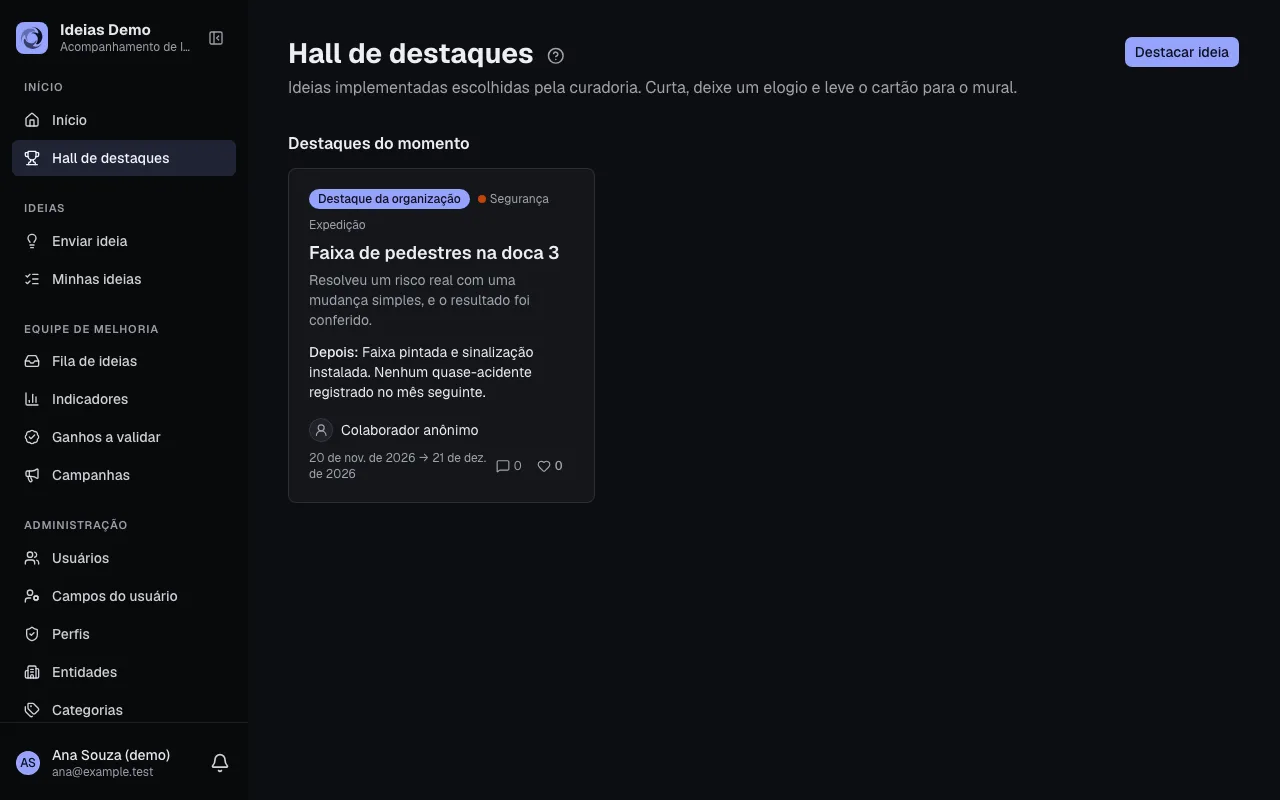 Ideias Demo
Acompanhamento de I...
INÍCIO
Início
Hall de destaques
IDEIAS
Enviar ideia
Minhas ideias
EQUIPE DE MELHORIA
Fila de ideias
Indicadores
Ganhos a validar
Campanhas
ADMINISTRAÇÃO
Usuários
Campos do usuário
Perfis
Entidades
Categorias
AS
Ana Souza (demo)
ana@example.test
Hall de destaques
Destacar ideia
Ideias implementadas escolhidas pela curadoria. Curta, deixe um elogio e leve o cartão para o mural.
Destaques do momento
Destaque da organização
Segurança
Expedição
Faixa de pedestres na doca 3
Resolveu um risco real com uma
mudança simples, e o resultado foi
conferido.
Depois: Faixa pintada e sinalização
instalada. Nenhum quase-acidente
registrado no mês seguinte.
Colaborador anônimo
20 de nov. de 2026 → 21 de dez.
de 2026
0
0